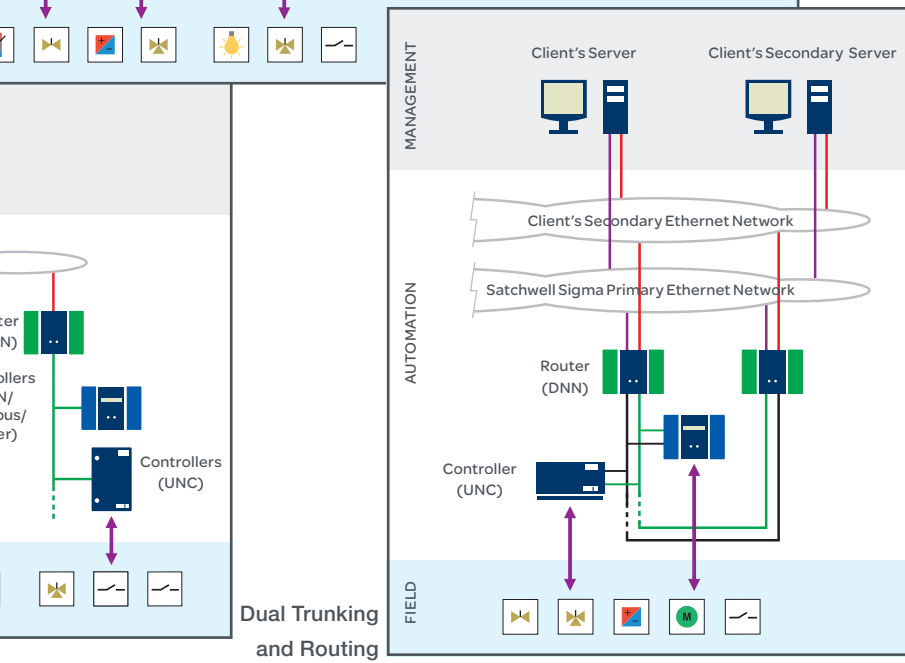 MANAGEMENT
Client's Server
Client's Secondary Server
Client's Secondary Ethernet Network
Satchwell Sigma Primary Ethernet Network
AUTOMATION
Router
(DNN)
Controller
(UNC)
FIELD
M
N)
N/
Controllers
(UNC)
Dual Trunking
and Routing